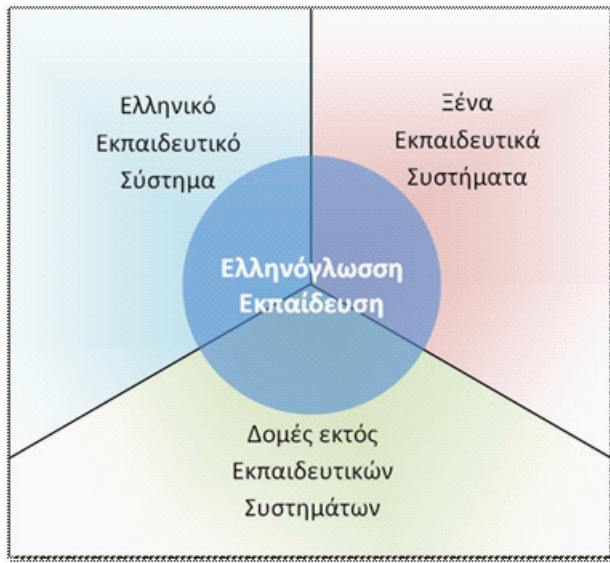 Ελληνικό
Εκπαιδευτικό
Σύστημα
Ξένα
Εκπαιδευτικά
Συστήματα
Ελληνόγλωσση
Εκπαίδευση
Δομές εκτός
Εκπαιδευτικών
Συστημάτων